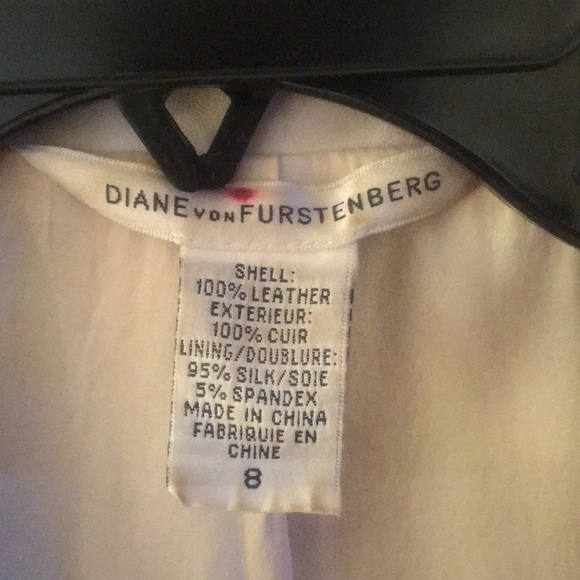 DIANE VON FURSTENBERG
SHELL:
100% LEATHER
EXTERIEUR:
100% CUIR
LINING/DOUBLURE:
95% SILK/SOIE
5% SPANDEX
MADE IN CHINA
FABRIQUIE EN
CHINE
8